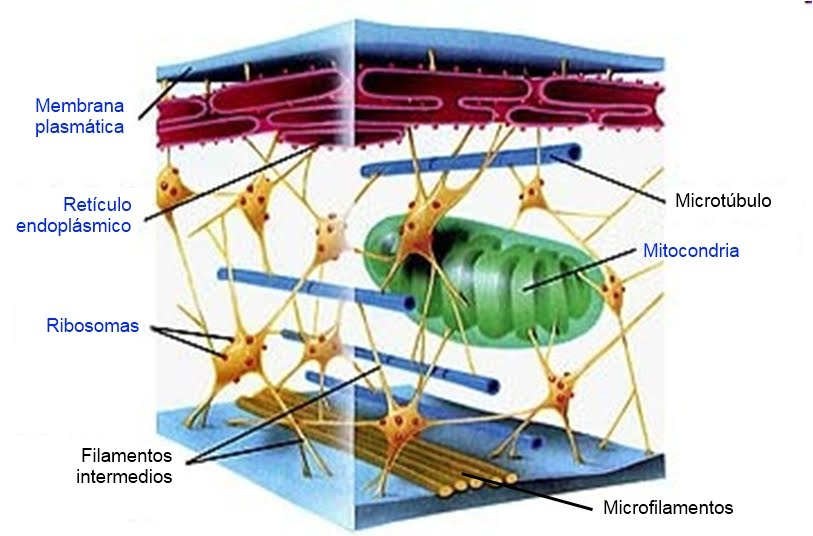 Membrana
plasmática
Retículo
endoplásmico
Microtúbulo
Mitocondria
Ribosomas
Filamentos
intermedios
Microfilamentos